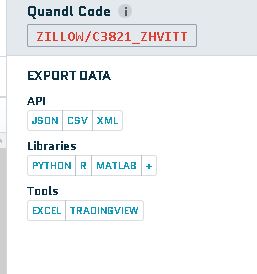 Quandl Code i
ZILLOW/C3821_ZHVITT
EXPORT DATA
API
JSON CSV XML
Libraries
PYTHON R MATLAB +
Tools
EXCEL TRADINGVIEW